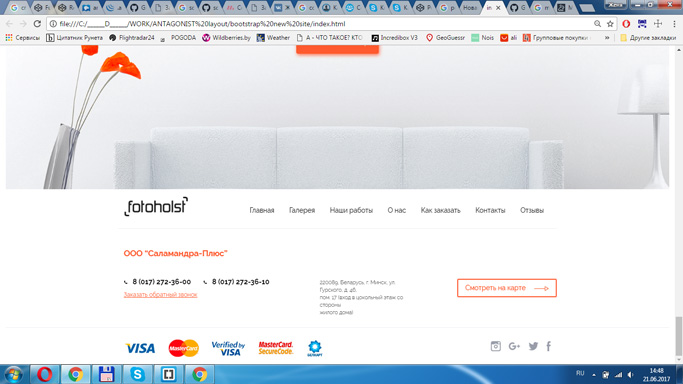 Жека
file:///C:/_____D_____/WORK/ANTAGONIST%20layout/bootstrap%20new%20site/index.html
Сервисы
Цитатник Рунета
Flightradar24
POGODA
Wildberries.by
Weather
А - ЧТО ТАКОЕ? КТО
Incredibox V3
GeoGuessr
Nois
ali
Групповые покупки
Другие закладки
fotoholst
Главная
Галерея
Наши работы
О нас
Как заказать
Контакты
Отзывы
ООО "Саламандра-Плюс"
8 (017) 272-36-00
8 (017) 272-36-10
Заказать обратный звонок
220089, Беларусь, г. Минск, ул.
Гурского, д. 46,
пом. 17 (вход в цокольный этаж со
стороны
жилого дома)
Смотреть на карте
VISA
MasterCard
Verified by
VISA
MasterCard.
SecureCode.
БЕЛКАРТ
G+
RU
14:48
21.06.2017